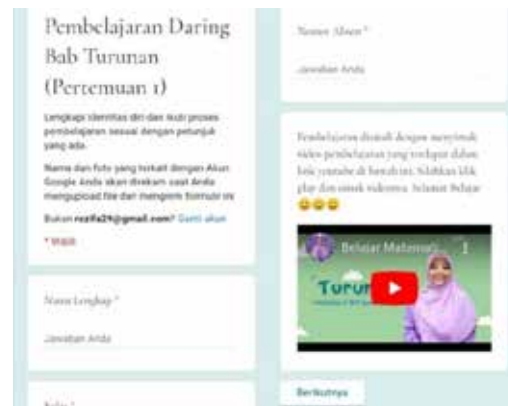 Pembelajaran Daring
Bab Turunan
(Pertemuan 1)
Lengkapi identitas diri dan ikuti proses
pembelajaran sesuai dengan petunjuk
yang ada.
Nama dan foto yang terkait dengan Akun
Google Anda akan direkam saat Anda
mengupload file dan mengirim formulir ini
Bukan rezifa29@gmail.com? Ganti akun
* Wajib
Nama Lengkap *
Jawaban Anda
Nomor Absen *
Jawaban Anda
Pembelajaran dimulai dengan menyimak
video pembelajaran yang terdapat dalam
link youtube di bawah ini. Silahkan klik
play dan simak videonya. Selamat Belajar
😀😀😀
Belajar Matemati...
Turun
Berikutnya